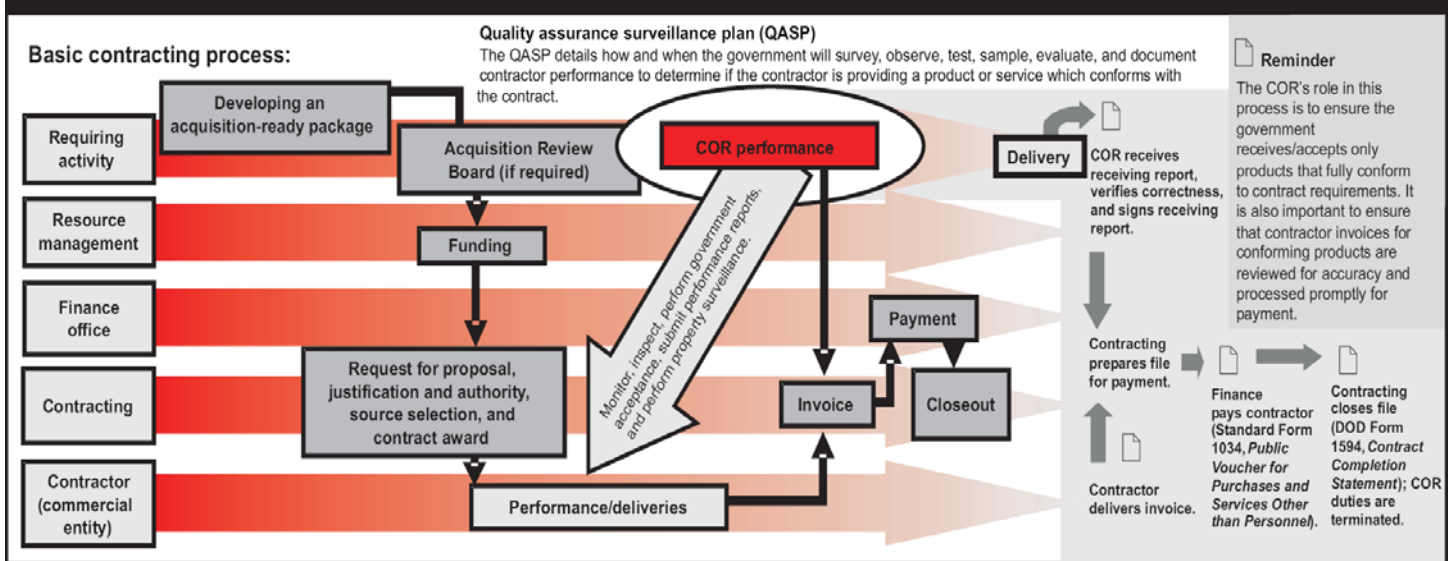 Basic contracting process:
Quality assurance surveillance plan (QASP)
The QASP details how and when the government will survey, observe, test, sample, evaluate, and document
contractor performance to determine if the contractor is providing a product or service which conforms with
the contract.
Reminder
The COR's role in this
process is to ensure the
government
receives/accepts only
products that fully conform
to contract requirements. It
is also important to ensure
that contractor invoices for
conforming products are
reviewed for accuracy and
processed promptly for
payment.
Requiring
activity
Developing an
acquisition-ready package
Acquisition Review
Board (if required)
COR performance
Delivery
COR receives
receiving report,
verifies correctness,
and signs receiving
report.
Resource
management
Funding
Monitor, inspect, perform government
acceptance, submit performance reports,
and perform property surveillance.
Finance
office
Payment
Contracting
Request for proposal,
justification and authority,
source selection, and
contract award
Invoice
Closeout
Contracting
prepares file
for payment.
Finance
pays contractor
(Standard Form
1034, Public
Voucher for
Purchases and
Services Other
than Personnel).
Contracting
closes file
(DOD Form
1594, Contract
Completion
Statement); COR
duties are
terminated.
Contractor
(commercial
entity)
Performance/deliveries
Contractor
delivers invoice.